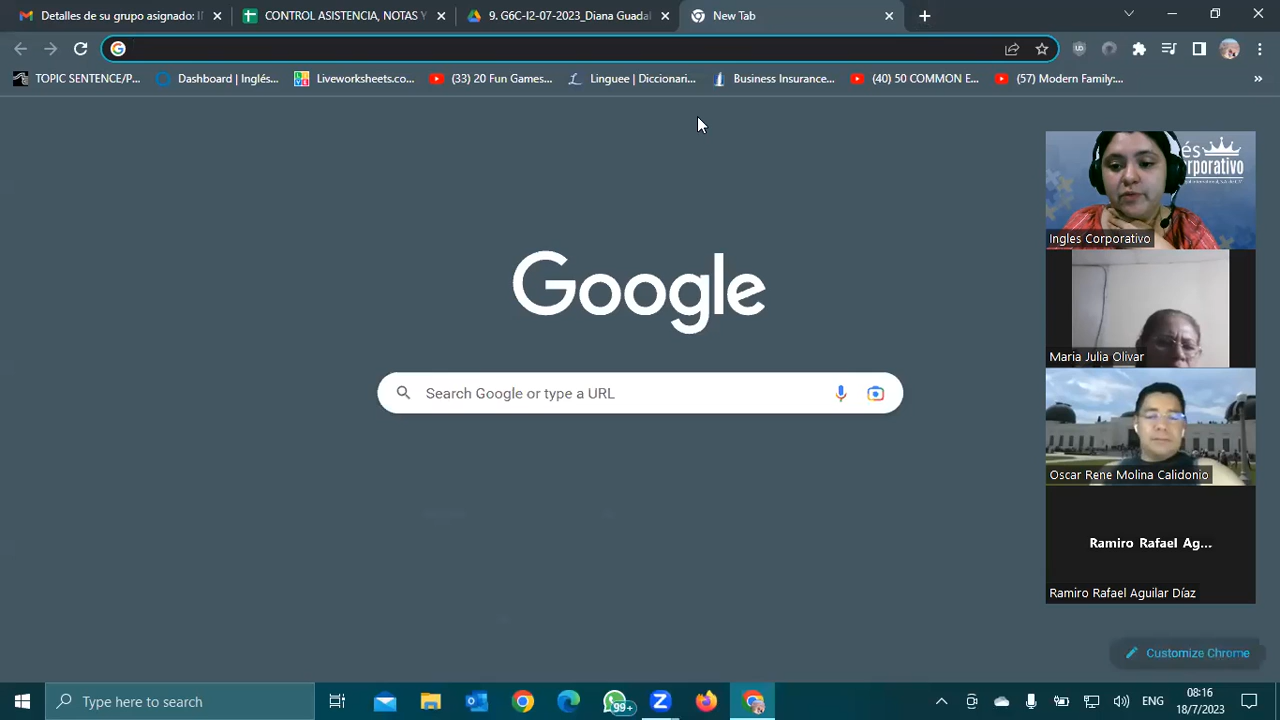 Detalles de su grupo asignado: II
CONTROL ASISTENCIA, NOTAS Y
9. G6C-I2-07-2023_Diana Guadal
New Tab
TOPIC SENTENCE/P...
Dashboard | Inglés...
Liveworksheets.co...
(33) 20 Fun Games...
Linguee | Diccionari...
Business Insurance...
(40) 50 COMMON E...
(57) Modern Family:...
Google
Search Google or type a URL
és
rporativo
Ingles Corporativo
Maria Julia Olivar
Oscar Rene Molina Calidonio
Ramiro Rafael Ag...
Ramiro Rafael Aguilar Díaz
Customize Chrome
Type here to search
99+
ENG
08:16
18/7/2023